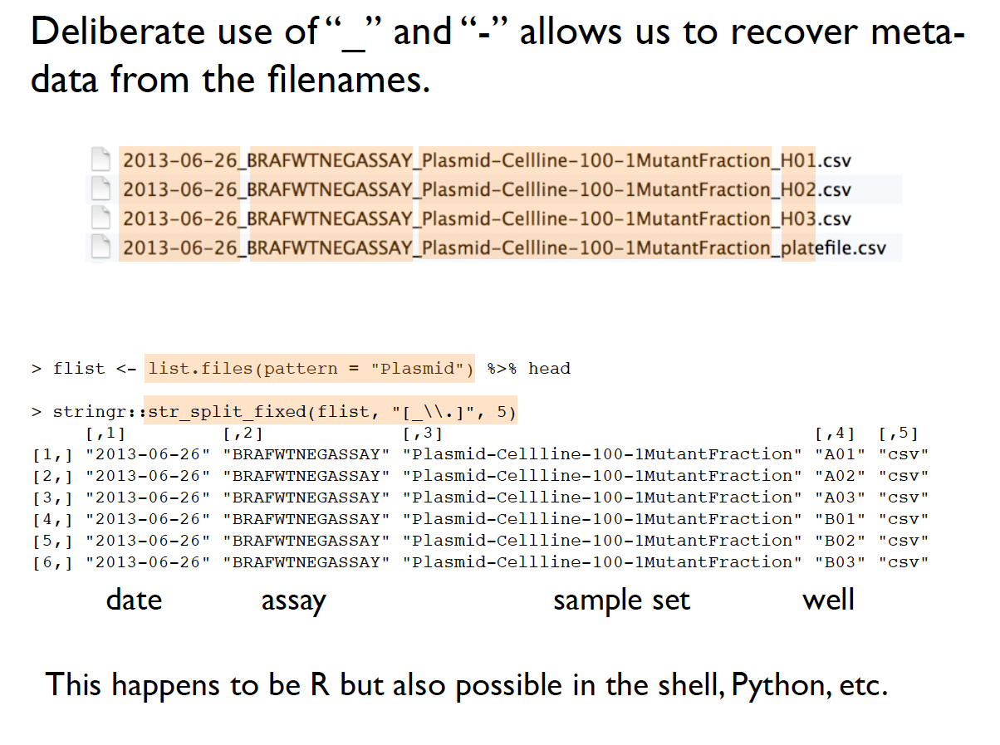 Deliberate use of “_” and “-” allows us to recover meta-
data from the filenames.
2013-06-26_BRAFWTNEGASSAY_Plasmid-Cellline-100-1MutantFraction_H01.csv
2013-06-26_BRAFWTNEGASSAY_Plasmid-Cellline-100-1MutantFraction_H02.csv
2013-06-26_BRAFWTNEGASSAY_Plasmid-Cellline-100-1MutantFraction_H03.csv
2013-06-26_BRAFWTNEGASSAY_Plasmid-Cellline-100-1MutantFraction_platefile.csv
> flist <- list.files(pattern = "Plasmid") %>% head
> stringr::str_split_fixed(flist, "[_\\.]", 5)
[,1] [,2] [,3] [,4] [,5]
[1,] "2013-06-26" "BRAFWTNEGASSAY" "Plasmid-Cellline-100-1MutantFraction" "A01" "csv"
[2,] "2013-06-26" "BRAFWTNEGASSAY" "Plasmid-Cellline-100-1MutantFraction" "A02" "csv"
[3,] "2013-06-26" "BRAFWTNEGASSAY" "Plasmid-Cellline-100-1MutantFraction" "A03" "csv"
[4,] "2013-06-26" "BRAFWTNEGASSAY" "Plasmid-Cellline-100-1MutantFraction" "B01" "csv"
[5,] "2013-06-26" "BRAFWTNEGASSAY" "Plasmid-Cellline-100-1MutantFraction" "B02" "csv"
[6,] "2013-06-26" "BRAFWTNEGASSAY" "Plasmid-Cellline-100-1MutantFraction" "B03" "csv"
date assay sample set well
This happens to be R but also possible in the shell, Python, etc.